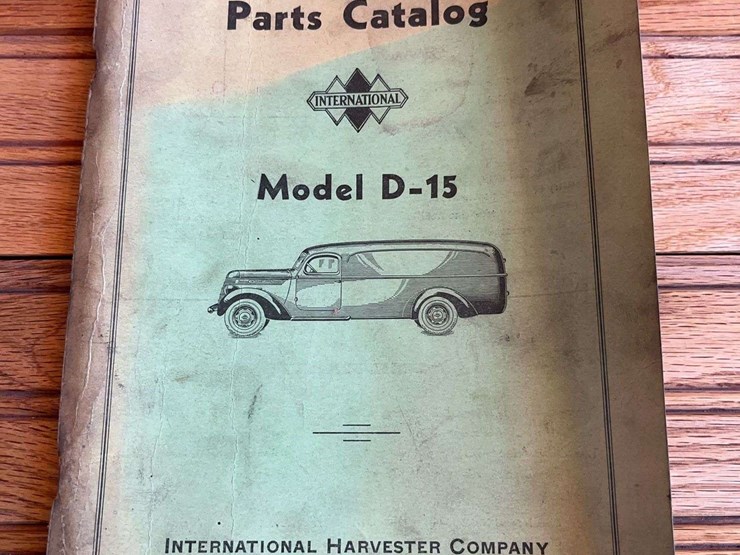 Parts Catalog
INTERNATIONAL
Model D-15
INTERNATIONAL HARVESTER COMPANY